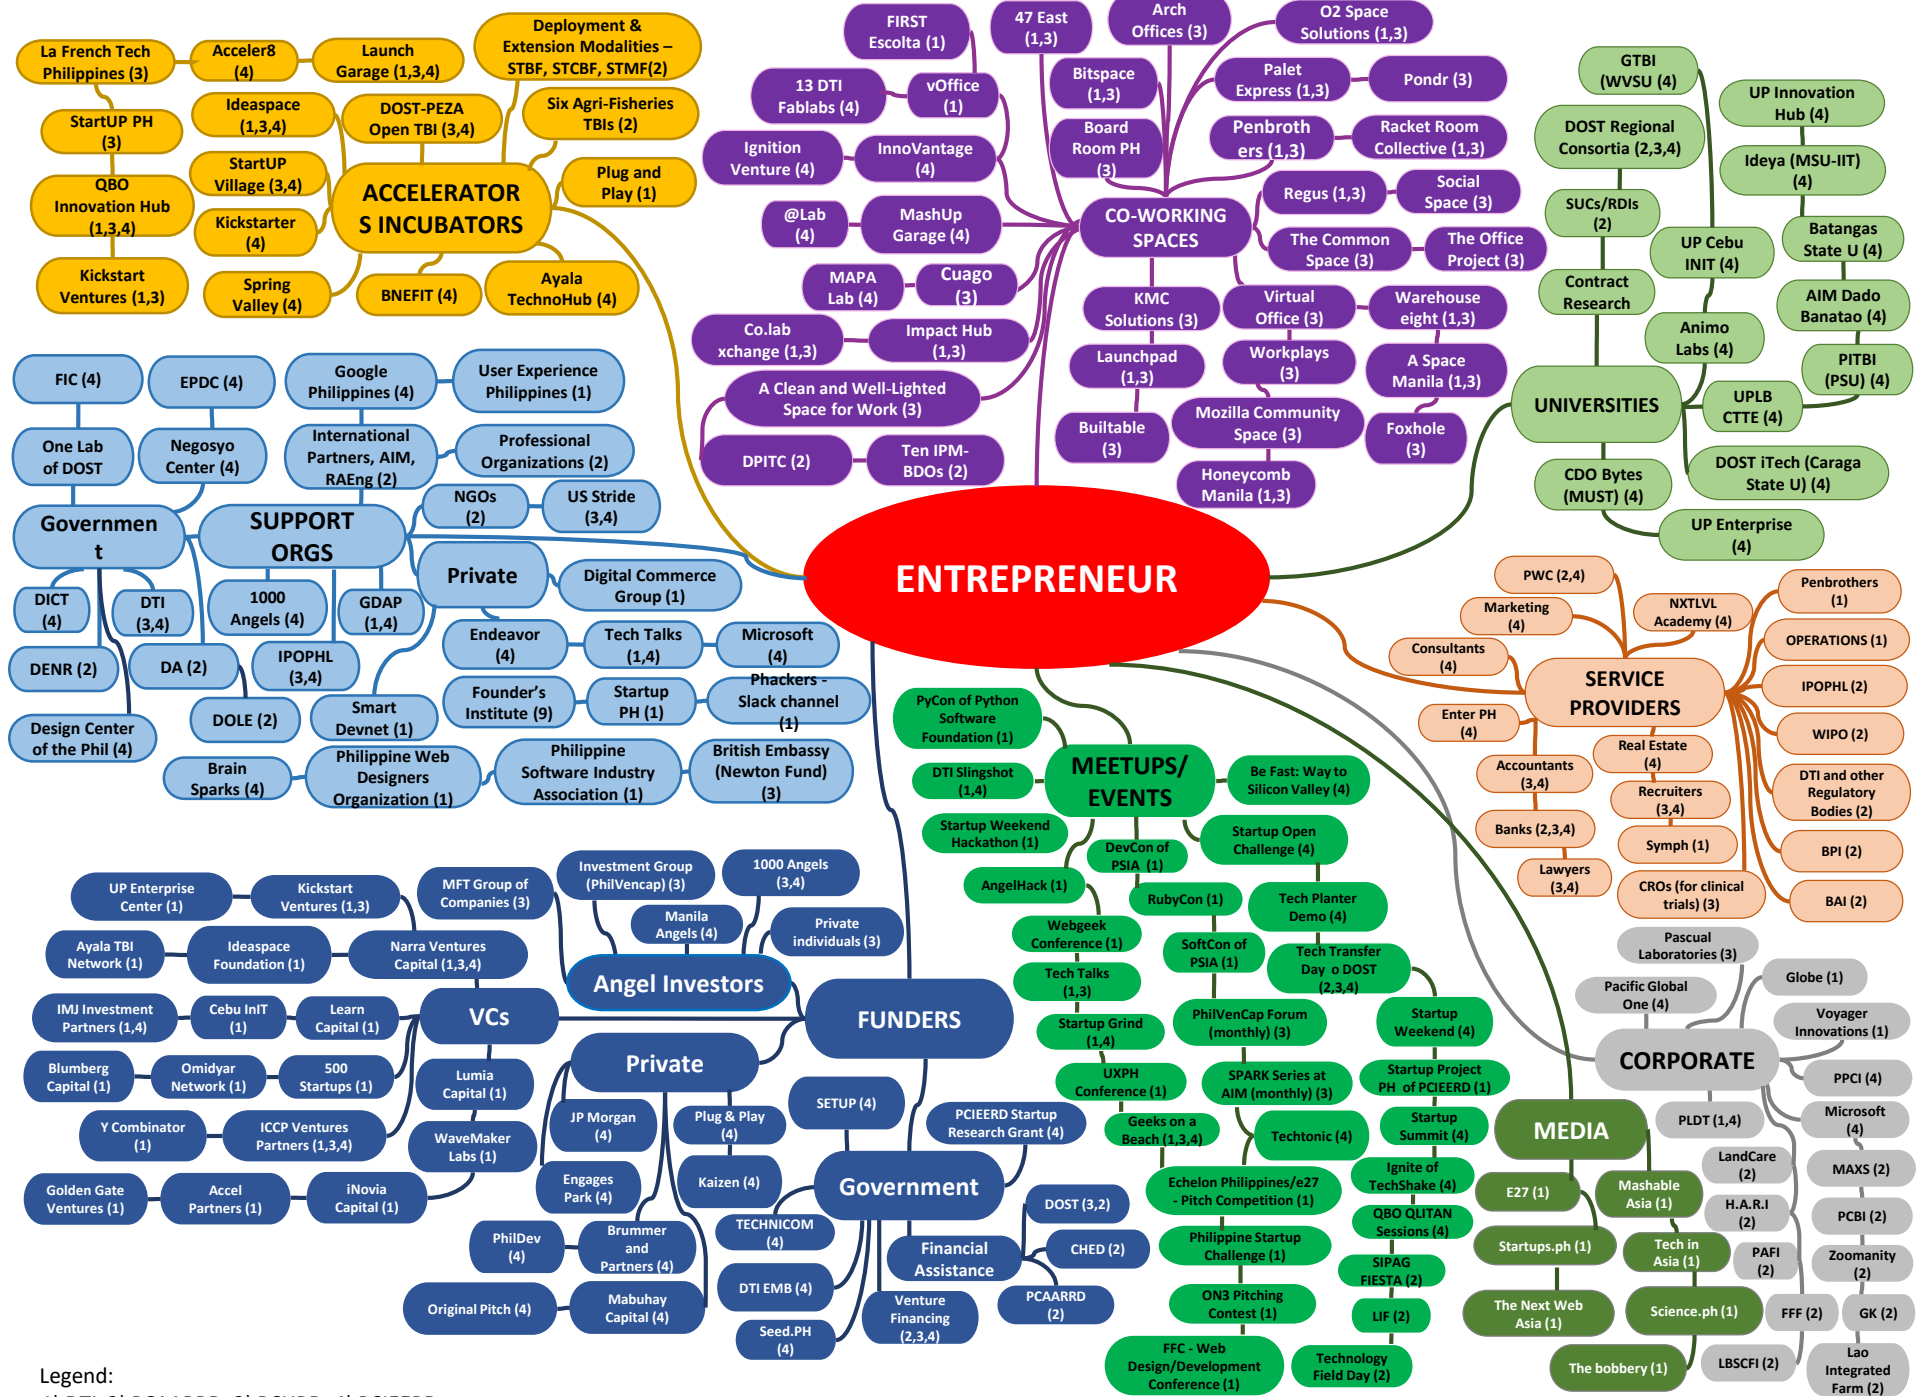 La French Tech
Philippines (3)
Acceler8
(4)
Launch
Garage (1,3,4)
Deployment &
Extension Modalities –
STBF, STCBF, STMF(2)
StartUP PH
(3)
Ideaspace
(1,3,4)
DOST-PEZA
Open TBI (3,4)
Six Agri-Fisheries
TBIs (2)
QBO
Innovation Hub
(1,3,4)
StartUP
Village (3,4)
Kickstarter
(4)
ACCELERATOR
S INCUBATORS
Plug and
Play (1)
Kickstart
Ventures (1,3)
Spring
Valley (4)
BNEFIT (4)
Ayala
TechnoHub (4)
FIRST
Escolta (1)
47 East
(1,3)
Arch
Offices (3)
O2 Space
Solutions (1,3)
13 DTI
Fablabs (4)
vOffice
(1)
Bitspace
(1,3)
Palet
Express (1,3)
Pondr (3)
Ignition
Venture (4)
InnoVantage
(4)
Board
Room PH
(3)
Penbroth
ers (1,3)
Racket Room
Collective (1,3)
@Lab
(4)
MashUp
Garage (4)
CO-WORKING
SPACES
Regus (1,3)
Social
Space (3)
The Common
Space (3)
The Office
Project (3)
MAPA
Lab (4)
Cuago
(3)
KMC
Solutions (3)
Virtual
Office (3)
Warehouse
eight (1,3)
Co.lab
xchange (1,3)
Impact Hub
(1,3)
Launchpad
(1,3)
Workplays
(3)
A Space
Manila (1,3)
A Clean and Well-Lighted
Space for Work (3)
Builtable
(3)
Mozilla Community
Space (3)
Foxhole
(3)
DPITC (2)
Ten IPM-
BDOs (2)
Honeycomb
Manila (1,3)
GTBI
(WVSU (4)
UP Innovation
Hub (4)
DOST Regional
Consortia (2,3,4)
Ideya (MSU-IIT)
(4)
SUCs/RDIs
(2)
UP Cebu
INIT (4)
Batangas
State U (4)
Contract
Research
Animo
Labs (4)
AIM Dado
Banatao (4)
PITBI
(PSU) (4)
UNIVERSITIES
UPLB
CTTE (4)
CDO Bytes
(MUST) (4)
DOST iTech (Caraga
State U) (4)
UP Enterprise
(4)
FIC (4)
EPDC (4)
Google
Philippines (4)
User Experience
Philippines (1)
One Lab
of DOST
Negosyo
Center (4)
International
Partners, AIM,
RAEng (2)
Professional
Organizations (2)
Governmen
t
SUPPORT
ORGS
NGOs
(2)
US Stride
(3,4)
Private
Digital Commerce
Group (1)
DICT
(4)
DTI
(3,4)
1000
Angels (4)
GDAP
(1,4)
DENR (2)
DA (2)
IPOPHL
(3,4)
Endeavor
(4)
Tech Talks
(1,4)
Microsoft
(4)
Design Center
of the Phil (4)
DOLE (2)
Smart
Devnet (1)
Founder’s
Institute (9)
Startup
PH (1)
Phackers -
Slack channel
(1)
Brain
Sparks (4)
Philippine Web
Designers
Organization (1)
Philippine
Software Industry
Association (1)
British Embassy
(Newton Fund)
(3)
ENTREPRENEUR
PWC (2,4)
Penbrothers
(1)
Marketing
(4)
NXTLVL
Academy (4)
OPERATIONS (1)
Consultants
(4)
SERVICE
PROVIDERS
IPOPHL (2)
Enter PH
(4)
Real Estate
(4)
WIPO (2)
Accountants
(3,4)
Recruiters
(3,4)
DTI and other
Regulatory
Bodies (2)
Banks (2,3,4)
Symph (1)
BPI (2)
Lawyers
(3,4)
CROs (for clinical
trials) (3)
BAI (2)
PyCon of Python
Software
Foundation (1)
DTI Slingshot
(1,4)
MEETUPS/
EVENTS
Be Fast: Way to
Silicon Valley (4)
Startup Weekend
Hackathon (1)
DevCon of
PSIA (1)
Startup Open
Challenge (4)
AngelHack (1)
RubyCon (1)
Tech Planter
Demo (4)
Webgeek
Conference (1)
SoftCon of
PSIA (1)
Tech Transfer
Day o DOST
(2,3,4)
Tech Talks
(1,3)
Startup Grind
(1,4)
PhilVenCap Forum
(monthly) (3)
Startup
Weekend (4)
UXPH
Conference (1)
SPARK Series at
AIM (monthly) (3)
Startup Project
PH of PCIEERD (1)
Geeks on a
Beach (1,3,4)
Techtonic (4)
Startup
Summit (4)
Echelon Philippines/e27
- Pitch Competition (1)
Ignite of
TechShake (4)
QBO QLITAN
Sessions (4)
Philippine Startup
Challenge (1)
SIPAG
FIESTA (2)
ON3 Pitching
Contest (1)
LIF (2)
FFC - Web
Design/Development
Conference (1)
Technology
Field Day (2)
UP Enterprise
Center (1)
Kickstart
Ventures (1,3)
MFT Group of
Companies (3)
Investment Group
(PhilVencap) (3)
1000 Angels
(3,4)
Manila
Angels (4)
Private
individuals (3)
Ayala TBI
Network (1)
Ideaspace
Foundation (1)
Narra Ventures
Capital (1,3,4)
Angel Investors
IMJ Investment
Partners (1,4)
Cebu InIT
(1)
Learn
Capital (1)
VCs
FUNDERS
Blumberg
Capital (1)
Omidyar
Network (1)
500
Startups (1)
Lumia
Capital (1)
Private
Y Combinator
(1)
ICCP Ventures
Partners (1,3,4)
WaveMaker
Labs (1)
JP Morgan
(4)
Plug & Play
(4)
SETUP (4)
PCIEERD Startup
Research Grant (4)
Golden Gate
Ventures (1)
Accel
Partners (1)
iNovia
Capital (1)
Engages
Park (4)
Kaizen (4)
Government
PhilDev
(4)
Brummer
and
Partners (4)
TECHNICOM
(4)
Financial
Assistance
DOST (3,2)
CHED (2)
PCAARRD
(2)
Original Pitch (4)
Mabuhay
Capital (4)
DTI EMB (4)
Venture
Financing
(2,3,4)
Seed.PH
(4)
Pascual
Laboratories (3)
Pacific Global
One (4)
Globe (1)
Voyager
Innovations (1)
CORPORATE
PPCI (4)
PLDT (1,4)
Microsoft
(4)
LandCare
(2)
MAXS (2)
H.A.R.I
(2)
PCBI (2)
PAFI
(2)
Zoomanity
(2)
FFF (2)
GK (2)
LBSCFI (2)
Lao
Integrated
Farm (2)
MEDIA
E27 (1)
Mashable
Asia (1)
Startups.ph (1)
Tech in
Asia (1)
The Next Web
Asia (1)
Science.ph (1)
The bobbery (1)
Legend: